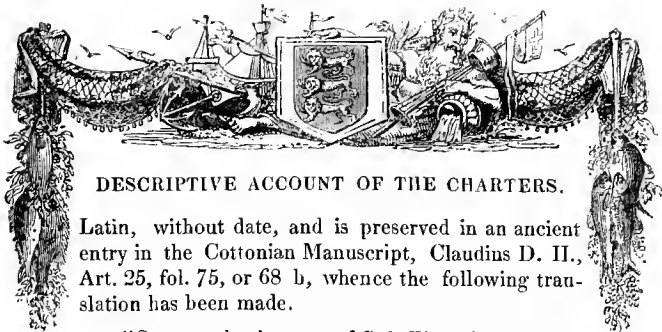 DESCRIPTIVE ACCOUNT OF THE CHARTERS.
Latin, without date, and is preserved in an ancient
entry in the Cottonian Manuscript, Claudius D. II.,
Art. 25, fol. 75, or 68 b, whence the following tran-
slation has been made.